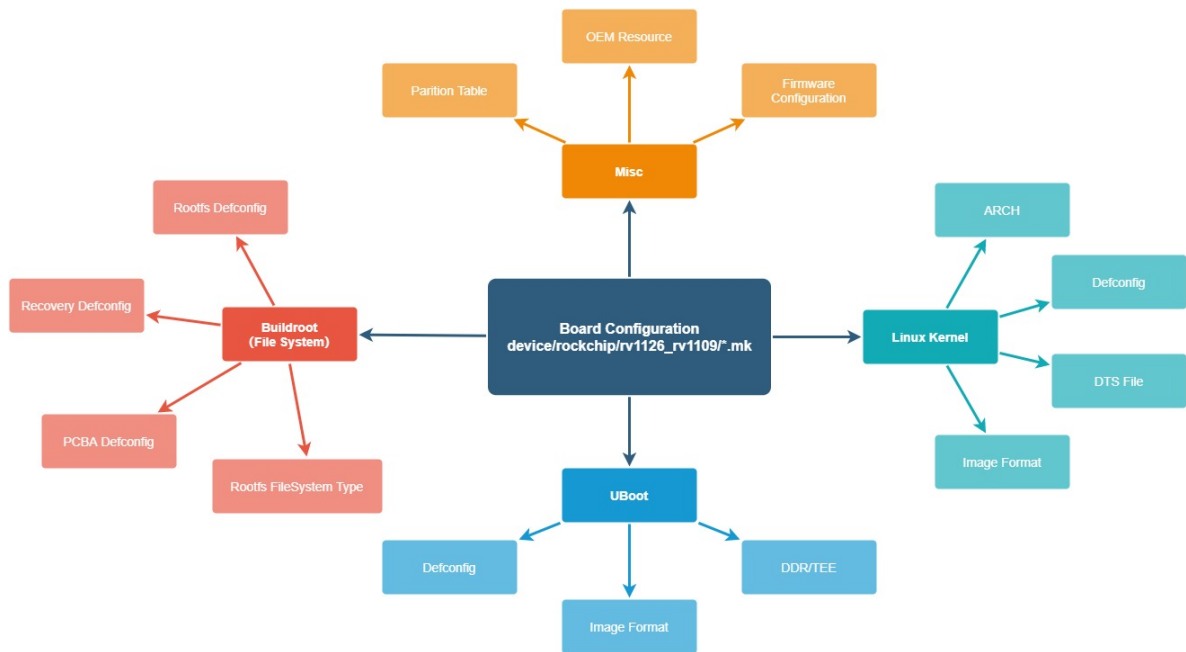 OEM Resource
Parition Table
Firmware
Configuration
Misc
Rootfs Defconfig
ARCH
Recovery Defconfig
Defconfig
Buildroot
(File System)
Board Configuration
device/rockchip/rv1126_rv1109/*.mk
Linux Kernel
DTS File
PCBA Defconfig
Image Format
Rootfs FileSystem Type
UBoot
Defconfig
DDR/TEE
Image Format